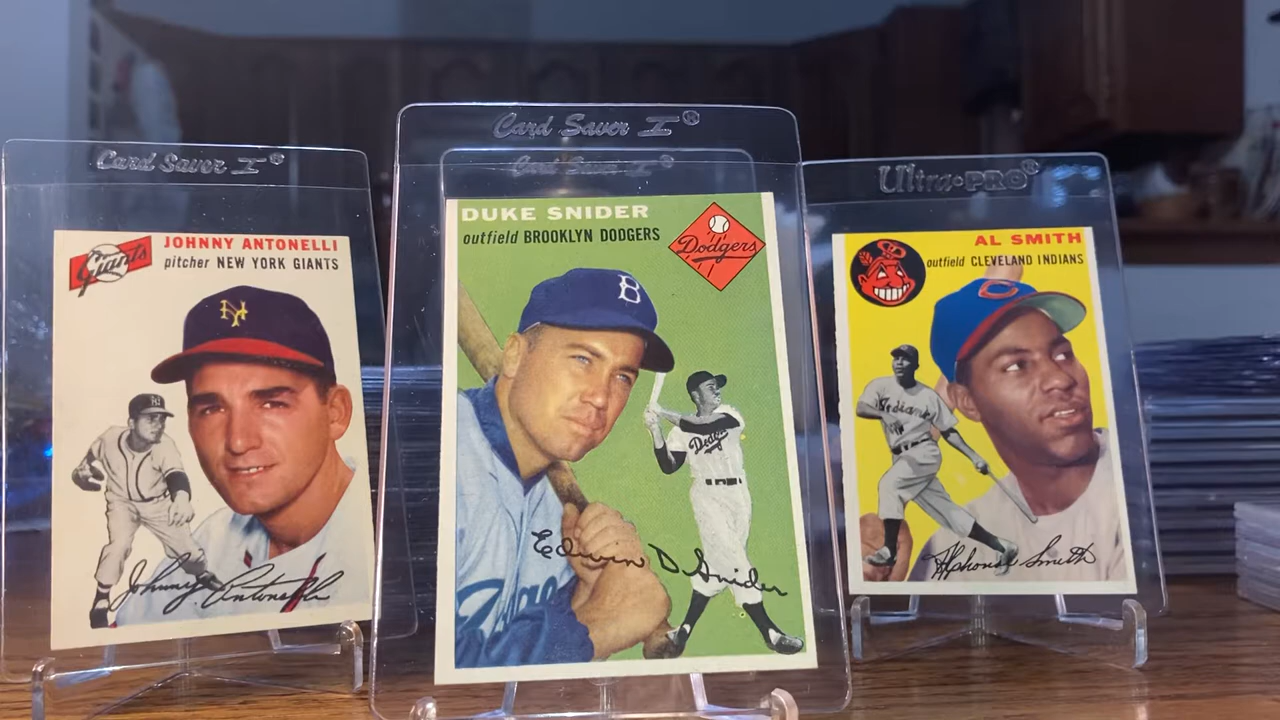 Card Saver I®
Giants
JOHNNY ANTONELLI
pitcher NEW YORK GIANTS
NY
Johnny Antonelli
Card Saver I®
Card Saver I®
DUKE SNIDER
outfield BROOKLYN DODGERS
Dodgers
B
Dodgers
Edwin D. Snider
Ultra•PRO®
AL SMITH
outfield CLEVELAND INDIANS
C
Indians
Alphonse Smith